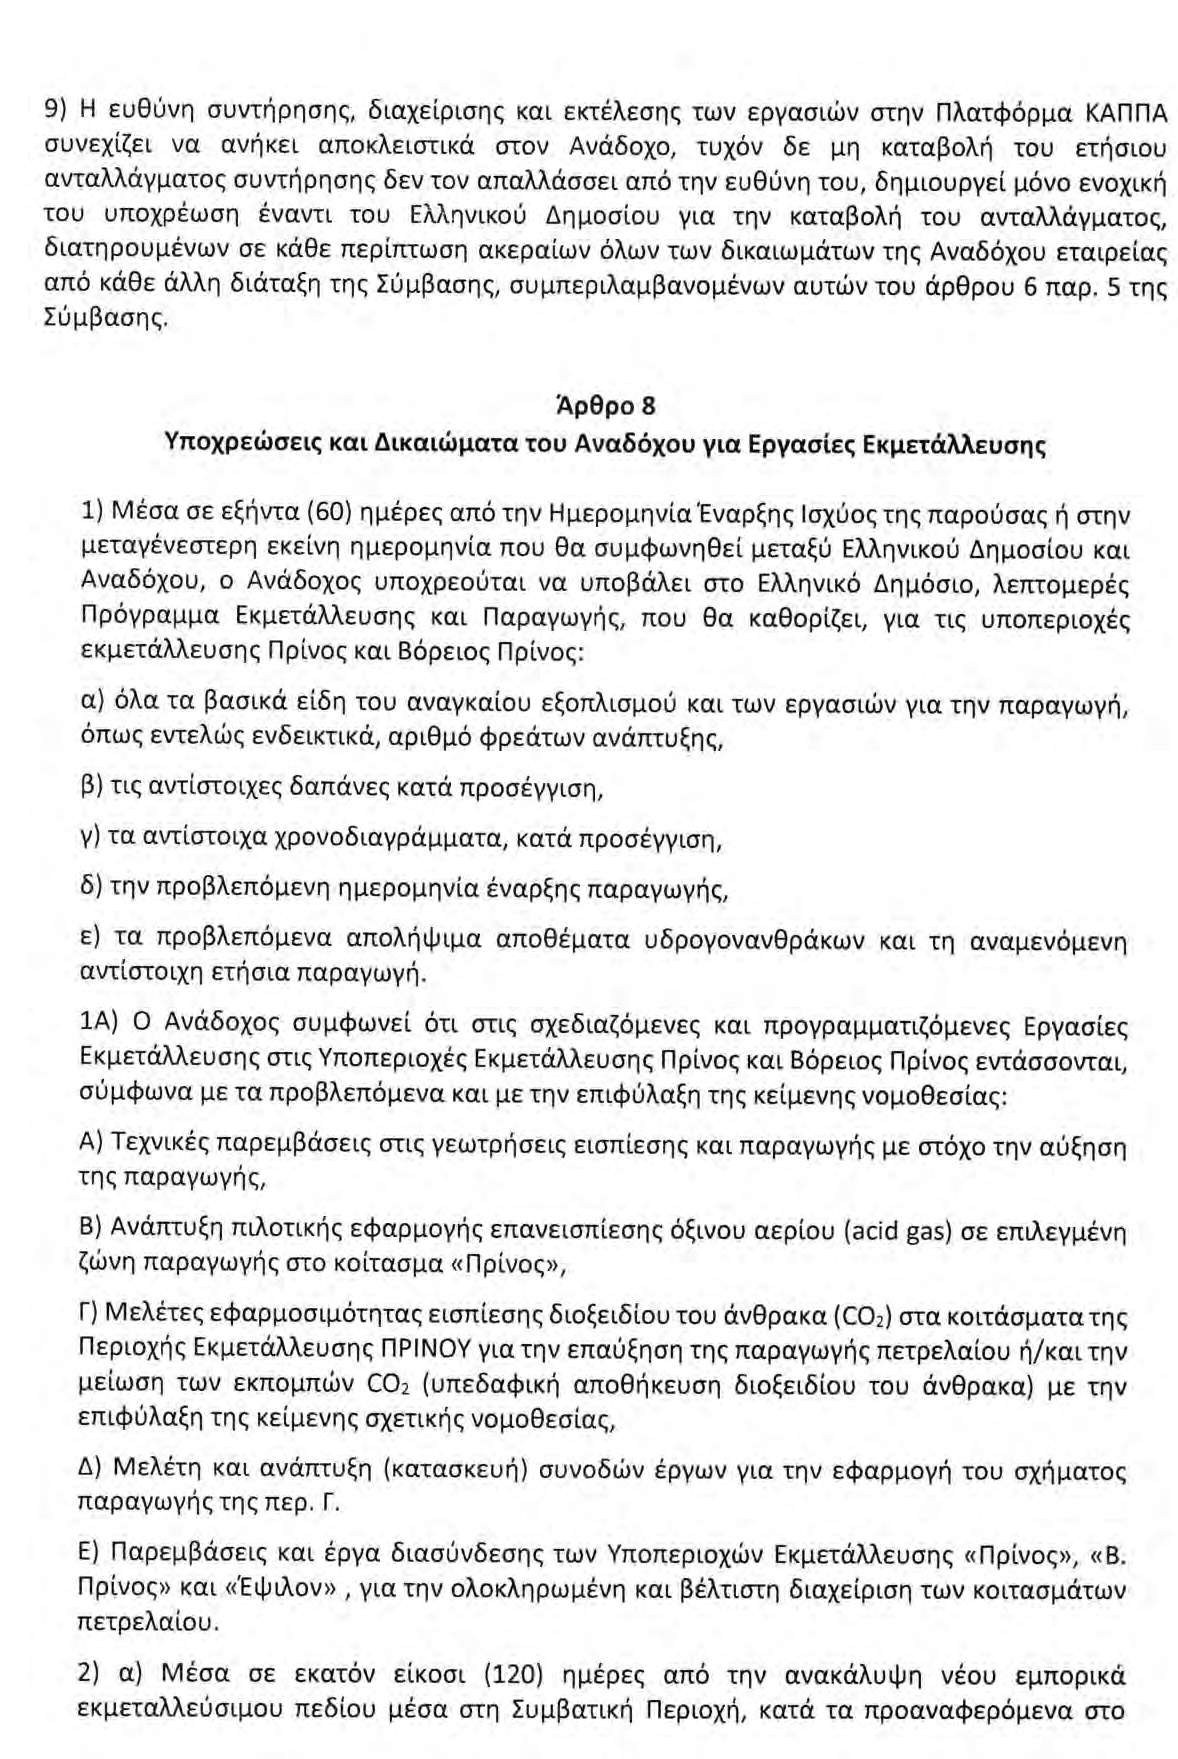 9) Η ευθύνη συντήρησης, διαχείρισης και εκτέλεσης των εργασιών στην Πλατφόρμα ΚΑΠΠΑ
συνεχίζει να ανήκει αποκλειστικά στον Ανάδοχο, τυχόν δε μη καταβολή του ετήσιου
ανταλλάγματος συντήρησης δεν τον απαλλάσσει από την ευθύνη του, δημιουργεί μόνο ενοχική
του υποχρέωση έναντι του Ελληνικού Δημοσίου για την καταβολή του ανταλλάγματος,
διατηρουμένων σε κάθε περίπτωση ακεραίων όλων των δικαιωμάτων της Αναδόχου εταιρείας
από κάθε άλλη διάταξη της Σύμβασης, συμπεριλαμβανομένων αυτών του άρθρου 6 παρ. 5 της
Σύμβασης.
Άρθρο 8
Υποχρεώσεις και Δικαιώματα του Αναδόχου για Εργασίες Εκμετάλλευσης
1) Μέσα σε εξήντα (60) ημέρες από την Ημερομηνία Έναρξης Ισχύος της παρούσας ή στην
μεταγένεστερη εκείνη ημερομηνία που θα συμφωνηθεί μεταξύ Ελληνικού Δημοσίου και
Αναδόχου, ο Ανάδοχος υποχρεούται να υποβάλει στο Ελληνικό Δημόσιο, λεπτομερές
Πρόγραμμα Εκμετάλλευσης και Παραγωγής, που θα καθορίζει, για τις υποπεριοχές
εκμετάλλευσης Πρίνος και Βόρειος Πρίνος:
α) όλα τα βασικά είδη του αναγκαίου εξοπλισμού και των εργασιών για την παραγωγή,
όπως εντελώς ενδεικτικά, αριθμό φρεάτων ανάπτυξης,
β) τις αντίστοιχες δαπάνες κατά προσέγγιση,
γ) τα αντίστοιχα χρονοδιαγράμματα, κατά προσέγγιση,
δ) την προβλεπόμενη ημερομηνία έναρξης παραγωγής,
ε) τα προβλεπόμενα απολήψιμα αποθέματα υδρογονανθράκων και τη αναμενόμενη
αντίστοιχη ετήσια παραγωγή.
1Α) Ο Ανάδοχος συμφωνεί ότι στις σχεδιαζόμενες και προγραμματιζόμενες Εργασίες
Εκμετάλλευσης στις Υποπεριοχές Εκμετάλλευσης Πρίνος και Βόρειος Πρίνος εντάσσονται,
σύμφωνα με τα προβλεπόμενα και με την επιφύλαξη της κείμενης νομοθεσίας:
Α) Τεχνικές παρεμβάσεις στις γεωτρήσεις εισπίεσης και παραγωγής με στόχο την αύξηση
της παραγωγής,
Β) Ανάπτυξη πιλοτικής εφαρμογής επανεισπίεσης όξινου αερίου (acid gas) σε επιλεγμένη
ζώνη παραγωγής στο κοίτασμα «Πρίνος»,
Γ) Μελέτες εφαρμοσιμότητας εισπίεσης διοξειδίου του άνθρακα (CO₂) στα κοιτάσματα της
Περιοχής Εκμετάλλευσης ΠΡΙΝΟΥ για την επαύξηση της παραγωγής πετρελαίου ή/και την
μείωση των εκπομπών CO₂ (υπεδαφική αποθήκευση διοξειδίου του άνθρακα) με την
επιφύλαξη της κείμενης σχετικής νομοθεσίας,
Δ) Μελέτη και ανάπτυξη (κατασκευή) συνοδών έργων για την εφαρμογή του σχήματος
παραγωγής της περ. Γ.
Ε) Παρεμβάσεις και έργα διασύνδεσης των Υποπεριοχών Εκμετάλλευσης «Πρίνος», «Β.
Πρίνος» και «Έψιλον» , για την ολοκληρωμένη και βέλτιστη διαχείριση των κοιτασμάτων
πετρελαίου.
2) α) Μέσα σε εκατόν είκοσι (120) ημέρες από την ανακάλυψη νέου εμπορικά
εκμεταλλεύσιμου πεδίου μέσα στη Συμβατική Περιοχή, κατά τα προαναφερόμενα στο